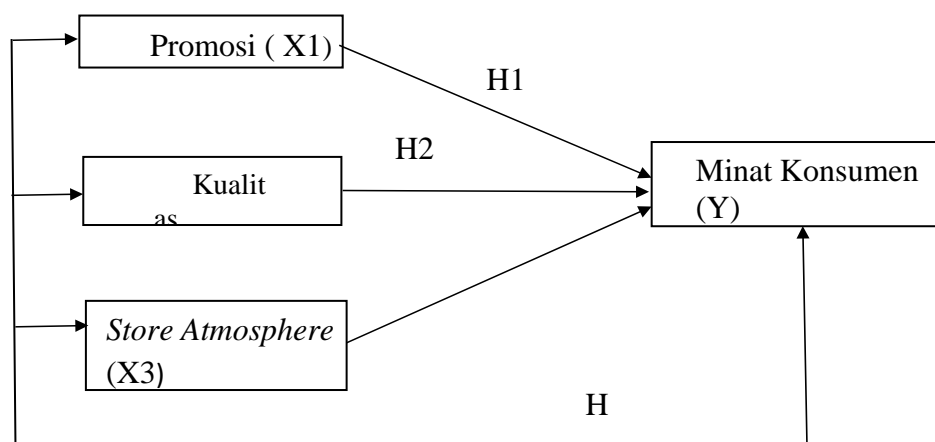 Promosi ( X1)
H1
H2
Kualit
as
Minat Konsumen
(Y)
Store Atmosphere
(X3)
H